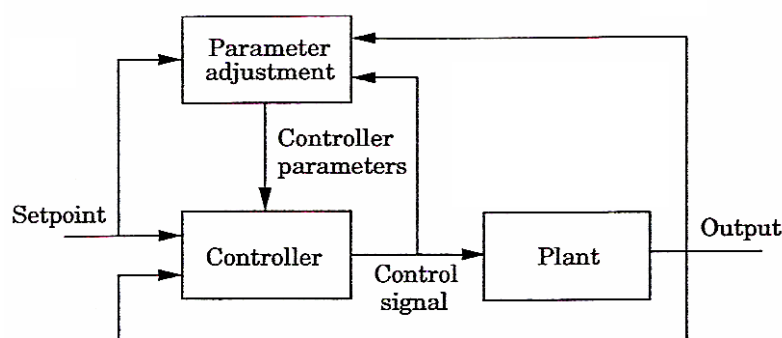 Parameter
adjustment
Controller
parameters
Setpoint
Controller
Control
signal
Plant
Output